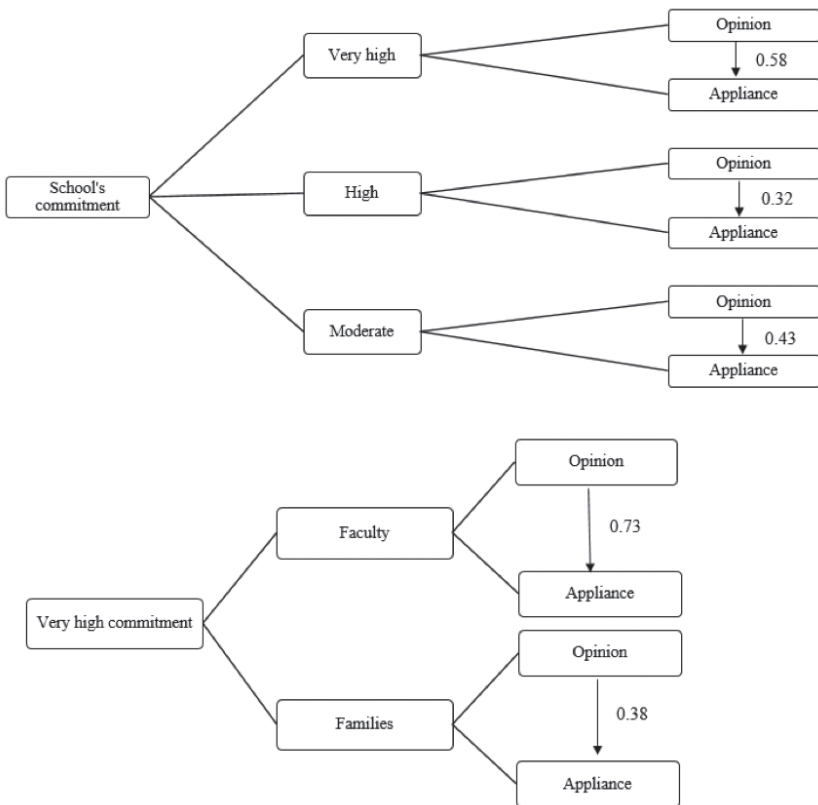 Opinion
Very high
0.58
Appliance
Opinion
School's
commitment
High
0.32
Appliance
Opinion
Moderate
0.43
Appliance
Opinion
Faculty
0.73
Appliance
Very high commitment
Opinion
Families
0.38
Appliance